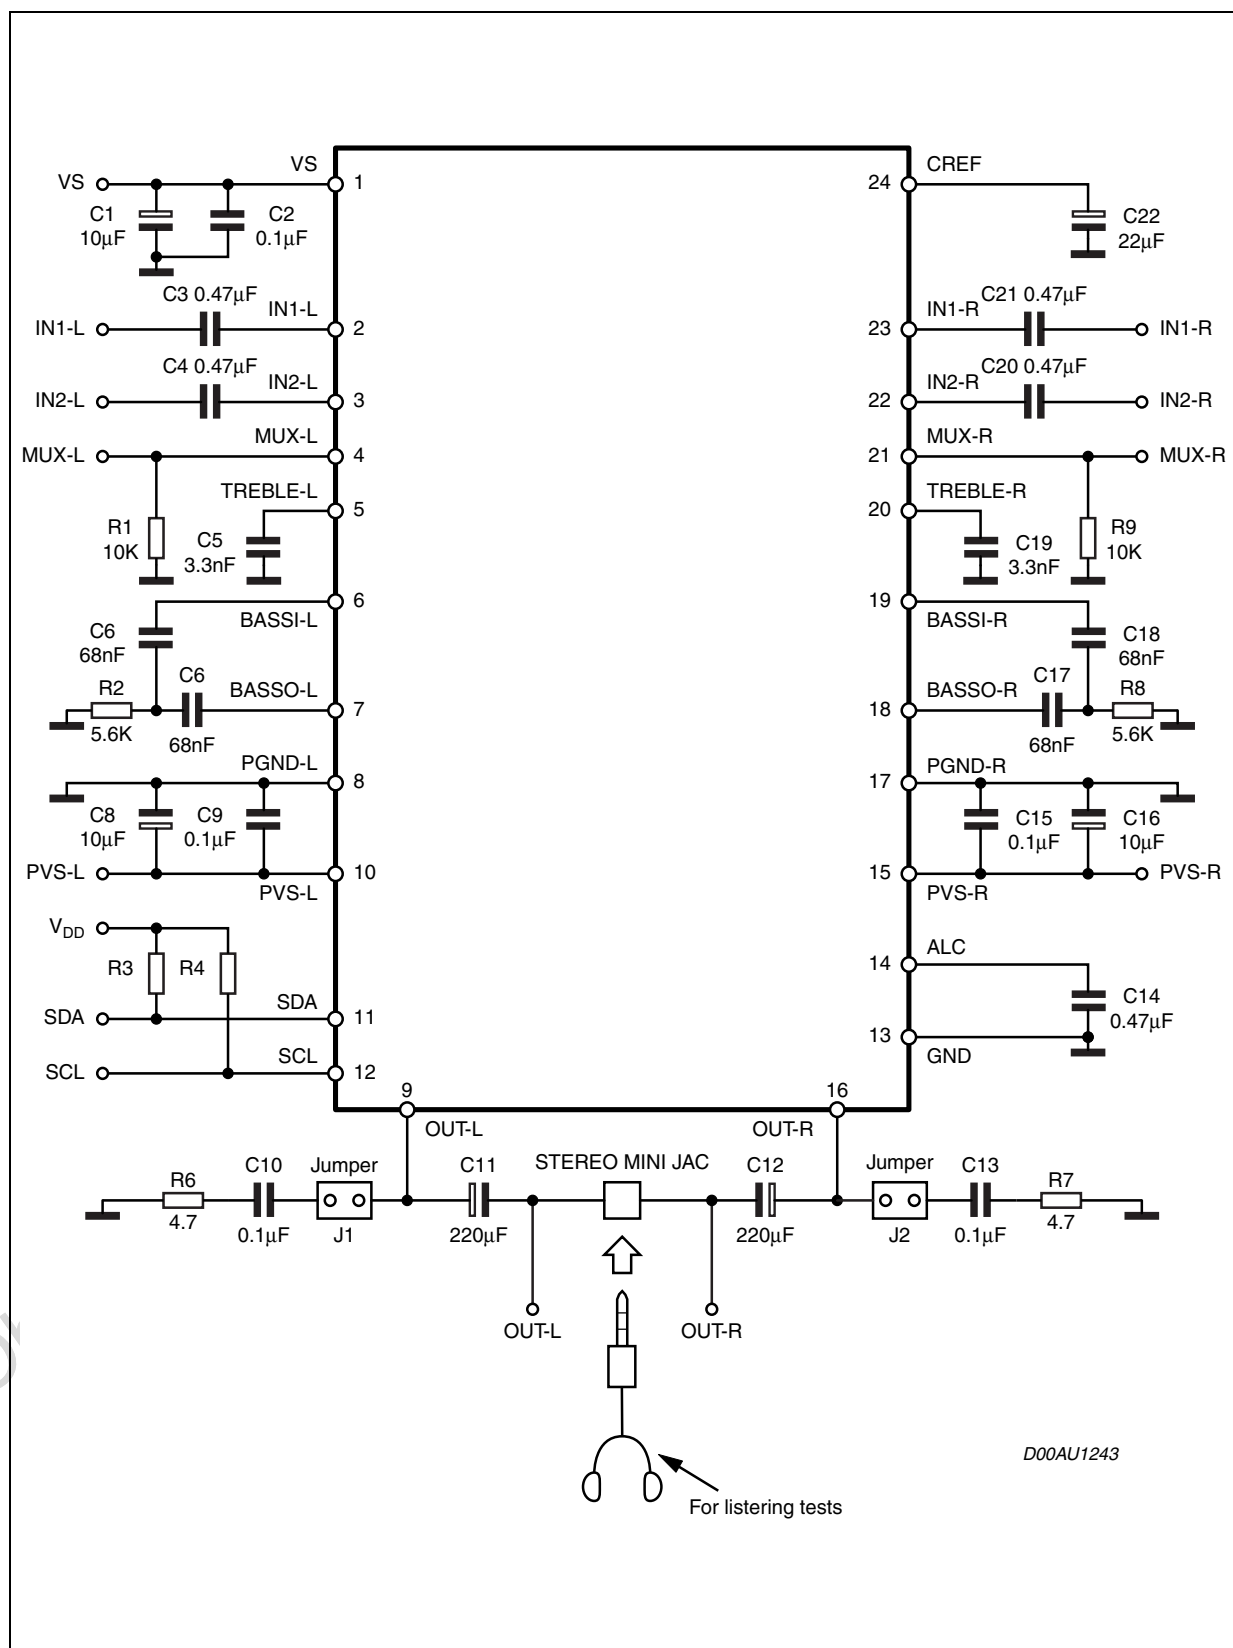 VS
CREF
VS
1
24
C1
10µF
C2
0.1µF
C22
22µF
C3 0.47µF
IN1-L
IN1-R
C21 0.47µF
IN1-L
2
23
IN1-R
C4 0.47µF
IN2-L
IN2-R
C20 0.47µF
IN2-L
3
22
IN2-R
MUX-L
MUX-R
MUX-L
4
21
MUX-R
TREBLE-L
TREBLE-R
5
20
R1
10K
C5
3.3nF
C19
3.3nF
R9
10K
6
19
BASSI-L
BASSI-R
C6
68nF
C18
68nF
R2
5.6K
C6
68nF
BASSO-L
BASSO-R
C17
68nF
R8
5.6K
7
18
PGND-L
PGND-R
8
17
C8
10µF
C9
0.1µF
C15
0.1µF
C16
10µF
PVS-L
10
15
PVS-R
PVS-L
PVS-R
VDD
R3
R4
ALC
14
SDA
SDA
11
C14
0.47µF
13
GND
SCL
SCL
12
9
16
OUT-L
OUT-R
R6
4.7
C10
0.1µF
Jumper
J1
C11
220µF
STEREO MINI JAC
C12
220µF
Jumper
J2
C13
0.1µF
R7
4.7
OUT-L
OUT-R
D00AU1243
For listering tests